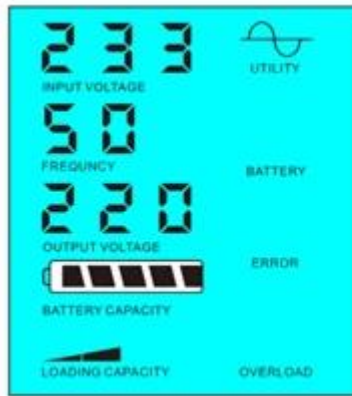 233
UTILITY
INPUT VOLTAGE
50
FREQUNCY
BATTERY
220
OUTPUT VOLTAGE
ERROR
BATTERY CAPACITY
LOADING CAPACITY
OVERLOAD